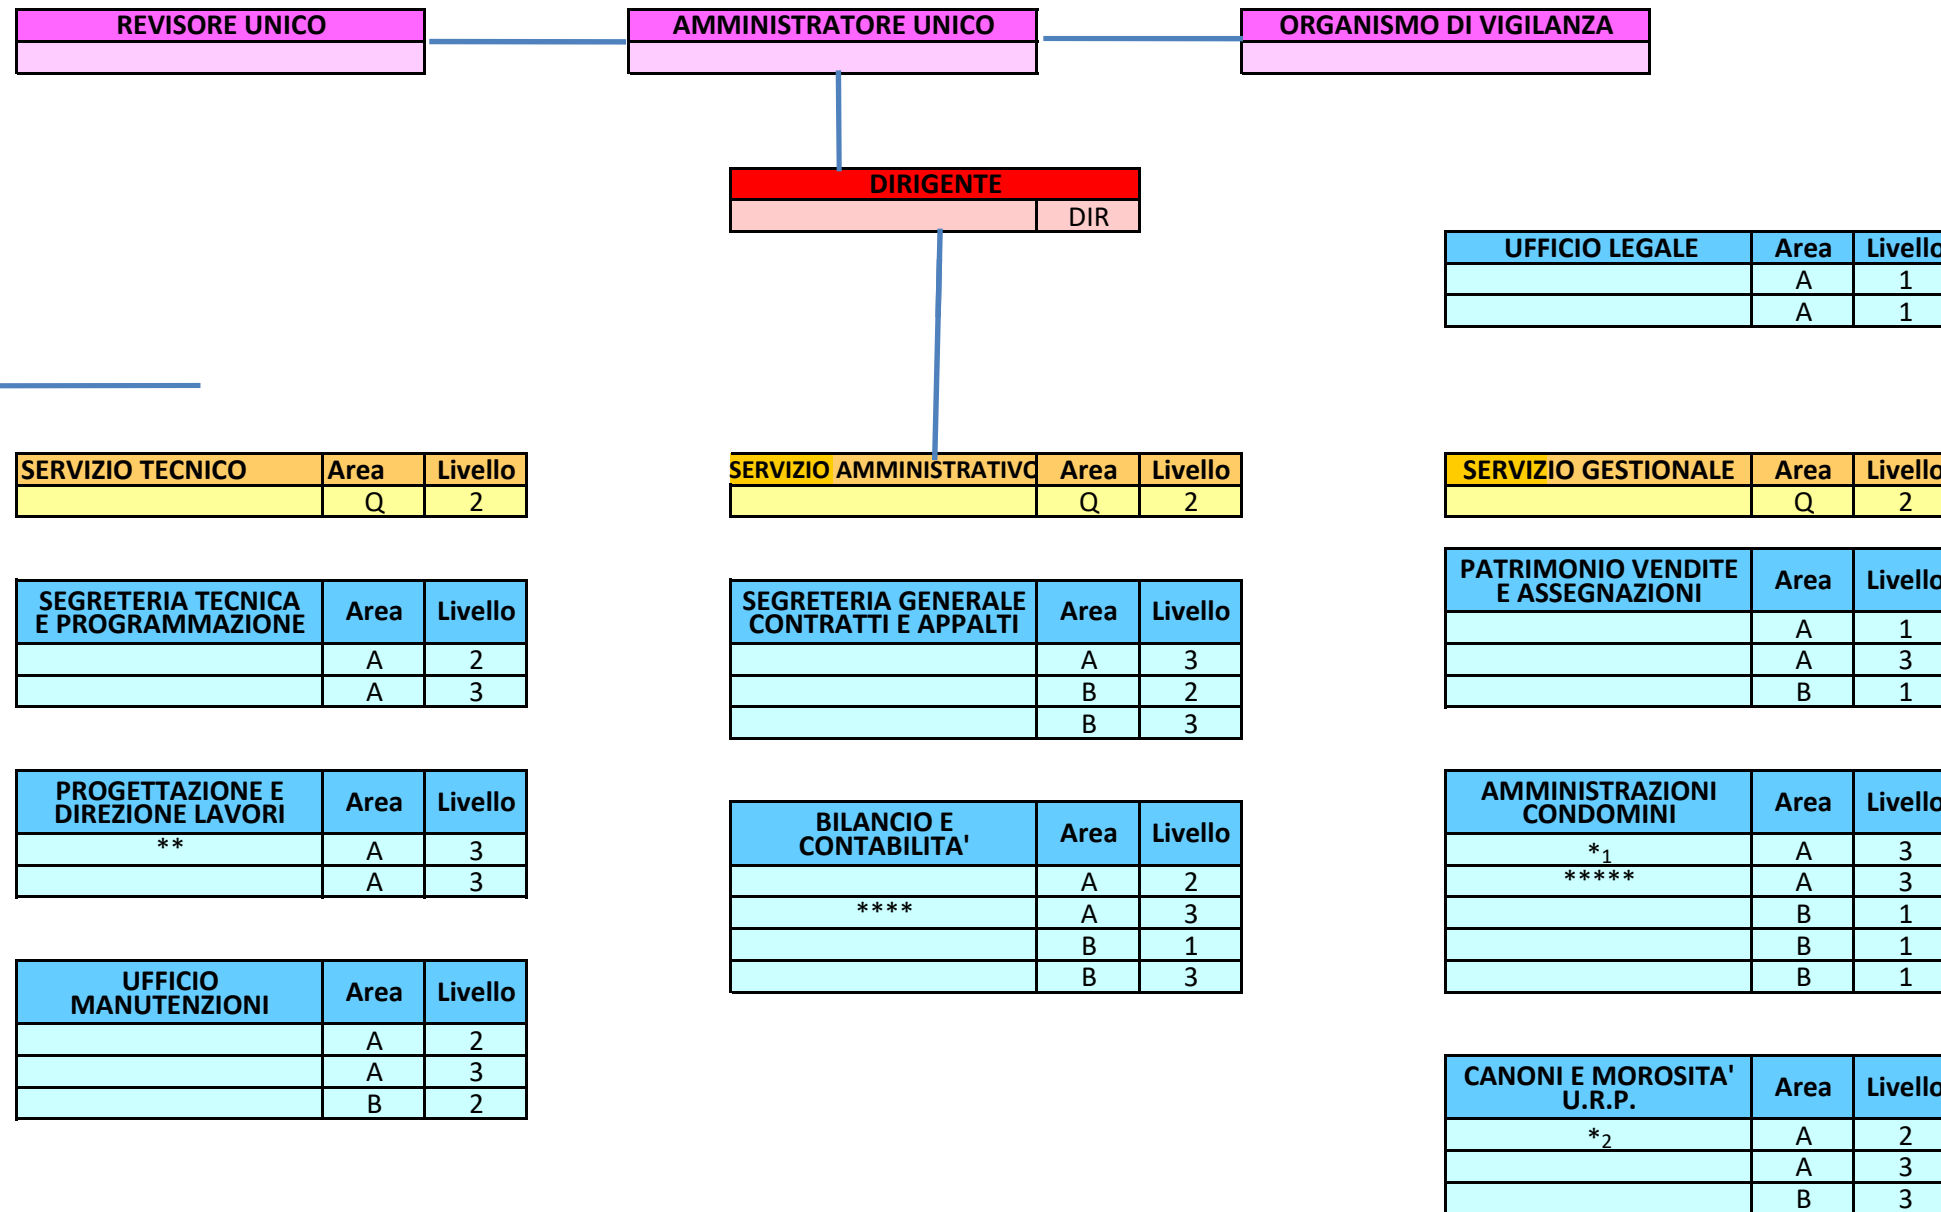 REVISORE UNICO
AMMINISTRATORE UNICO
ORGANISMO DI VIGILANZA
DIRIGENTE
DIR
UFFICIO LEGALE Area Livello
A 1
A 1
SERVIZIO TECNICO Area Livello
Q 2
SEGRETERIA TECNICA
E PROGRAMMAZIONE
Area Livello
A 2
A 3
PROGETTAZIONE E
DIREZIONE LAVORI
Area Livello
** A 3
A 3
UFFICIO
MANUTENZIONI
Area Livello
A 2
A 3
B 2
SERVIZIO AMMINISTRATIVO Area Livello
Q 2
SEGRETERIA GENERALE
CONTRATTI E APPALTI
Area Livello
A 3
B 2
B 3
BILANCIO E
CONTABILITA'
Area Livello
A 2
**** A 3
B 1
B 3
SERVIZIO GESTIONALE Area Livello
Q 2
PATRIMONIO VENDITE
E ASSEGNAZIONI
Area Livello
A 1
A 3
B 1
AMMINISTRAZIONI
CONDOMINI
Area Livello
*1 A 3
***** A 3
B 1
B 1
B 1
CANONI E MOROSITA'
U.R.P.
Area Livello
*2 A 2
A 3
B 3